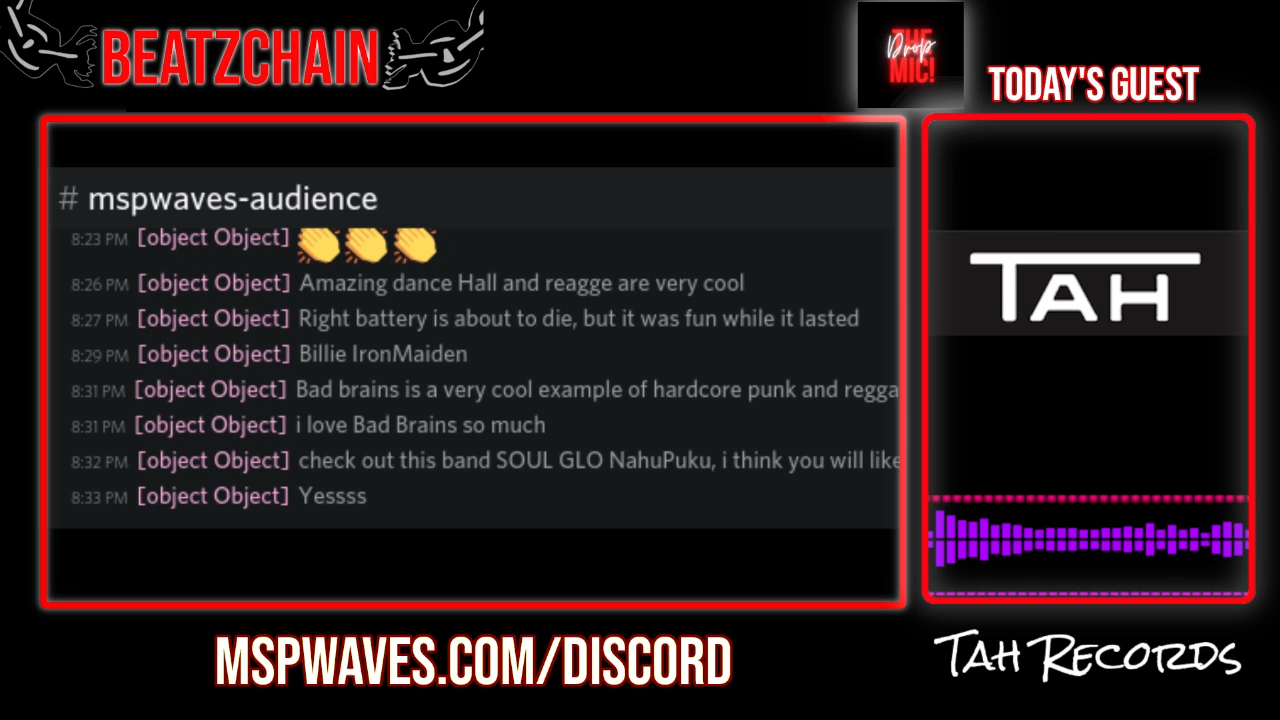 BEATZCHAIN
THE
Drop
MIC!
TODAY'S GUEST
# mspwaves-audience
8:23 PM [object Object] 👏👏👏
8:26 PM [object Object] Amazing dance Hall and reagge are very cool
8:27 PM [object Object] Right battery is about to die, but it was fun while it lasted
8:29 PM [object Object] Billie IronMaiden
8:31 PM [object Object] Bad brains is a very cool example of hardcore punk and regga
8:31 PM [object Object] i love Bad Brains so much
8:32 PM [object Object] check out this band SOUL GLO NahuPuku, i think you will like
8:33 PM [object Object] Yessss
TAH
MSPWAVES.COM/DISCORD
TAH RECORDS